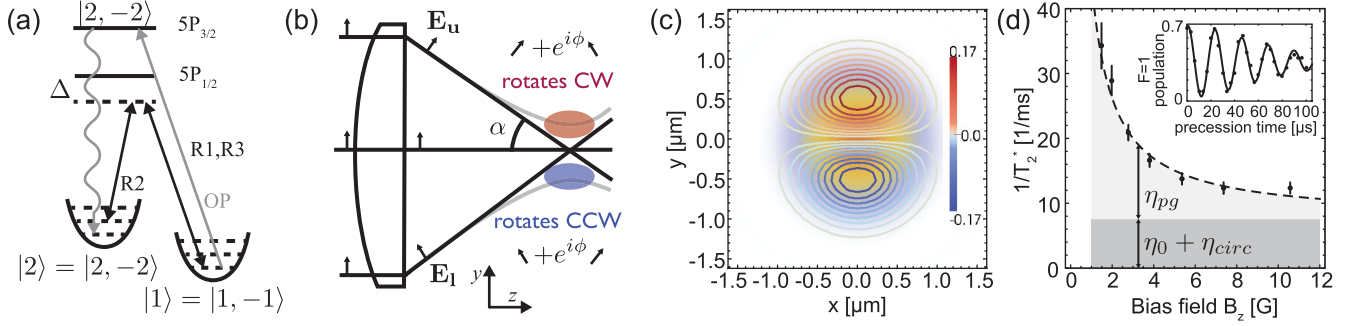 (a)
|2,-2⟩
5P3/2
5P1/2
Δ
R1,R3
R2
OP
|2⟩ = |2,-2⟩
|1⟩ = |1,-1⟩
(b)
Eu
+e^{iϕ}
rotates CW
α
rotates CCW
+e^{iϕ}
El
y
z
(c)
1.5
1.0
0.5
0.0
-0.5
-1.0
-1.5
y [µm]
-1.5 -1.0 -0.5 0.0 0.5 1.0 1.5
x [µm]
0.17
0.0
-0.17
(d)
40
30
20
10
0
1/T2* [1/ms]
0 2 4 6 8 10 12
Bias field Bz [G]
ηpg
η0 + ηcirc
0.7
0
F=1
population
0 20 40 60 80 100
precession time [µs]